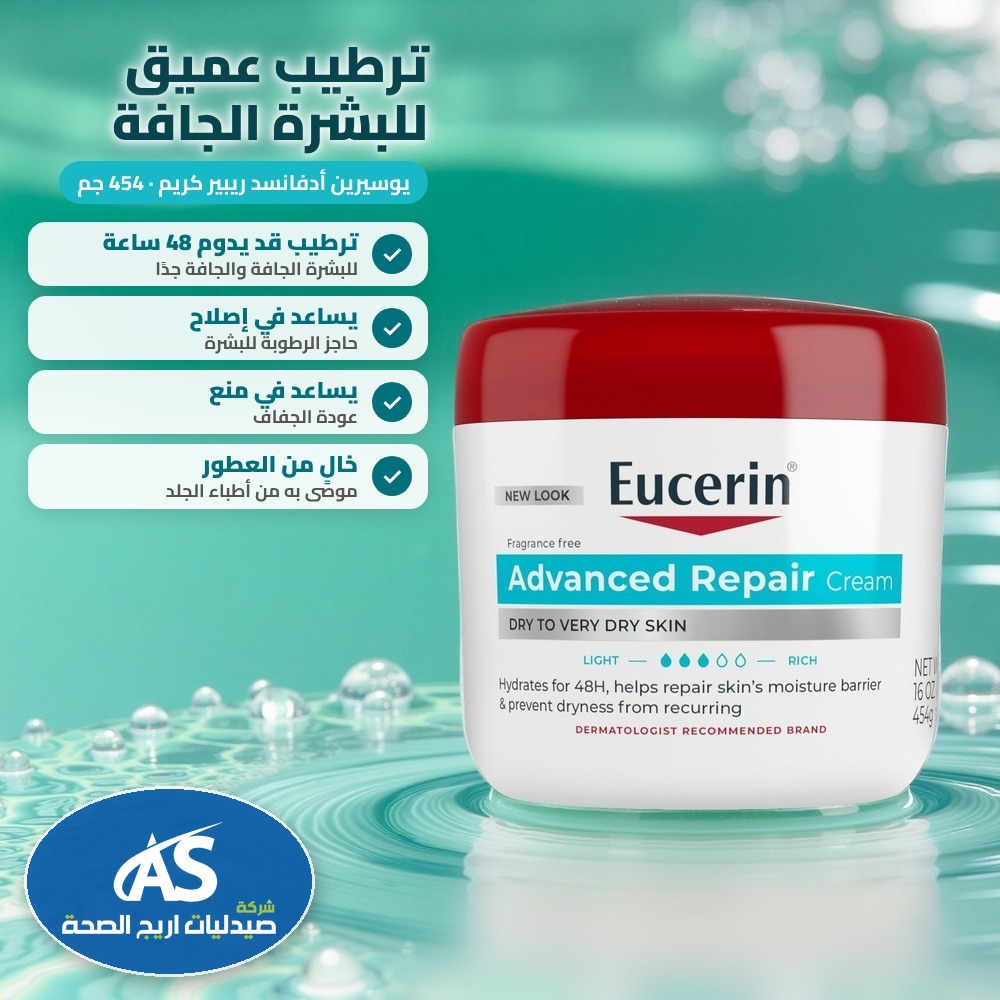 ترطيب عميق
للبشرة الجافة
يوسيرين أدفانسد ريبير كريم · 454 جم
ترطيب قد يدوم 48 ساعة
للبشرة الجافة والجافة جدًا
يساعد في إصلاح
حاجز الرطوبة للبشرة
يساعد في منع
عودة الجفاف
خالٍ من العطور
موصى به من أطباء الجلد
NEW LOOK
Eucerin®
Fragrance free
Advanced Repair Cream
DRY TO VERY DRY SKIN
LIGHT — — RICH
Hydrates for 48H, helps repair skin's moisture barrier
& prevent dryness from recurring
DERMATOLOGIST RECOMMENDED BRAND
NET
16 OZ
454g
AS
شركة
صيدليات اريج الصحة